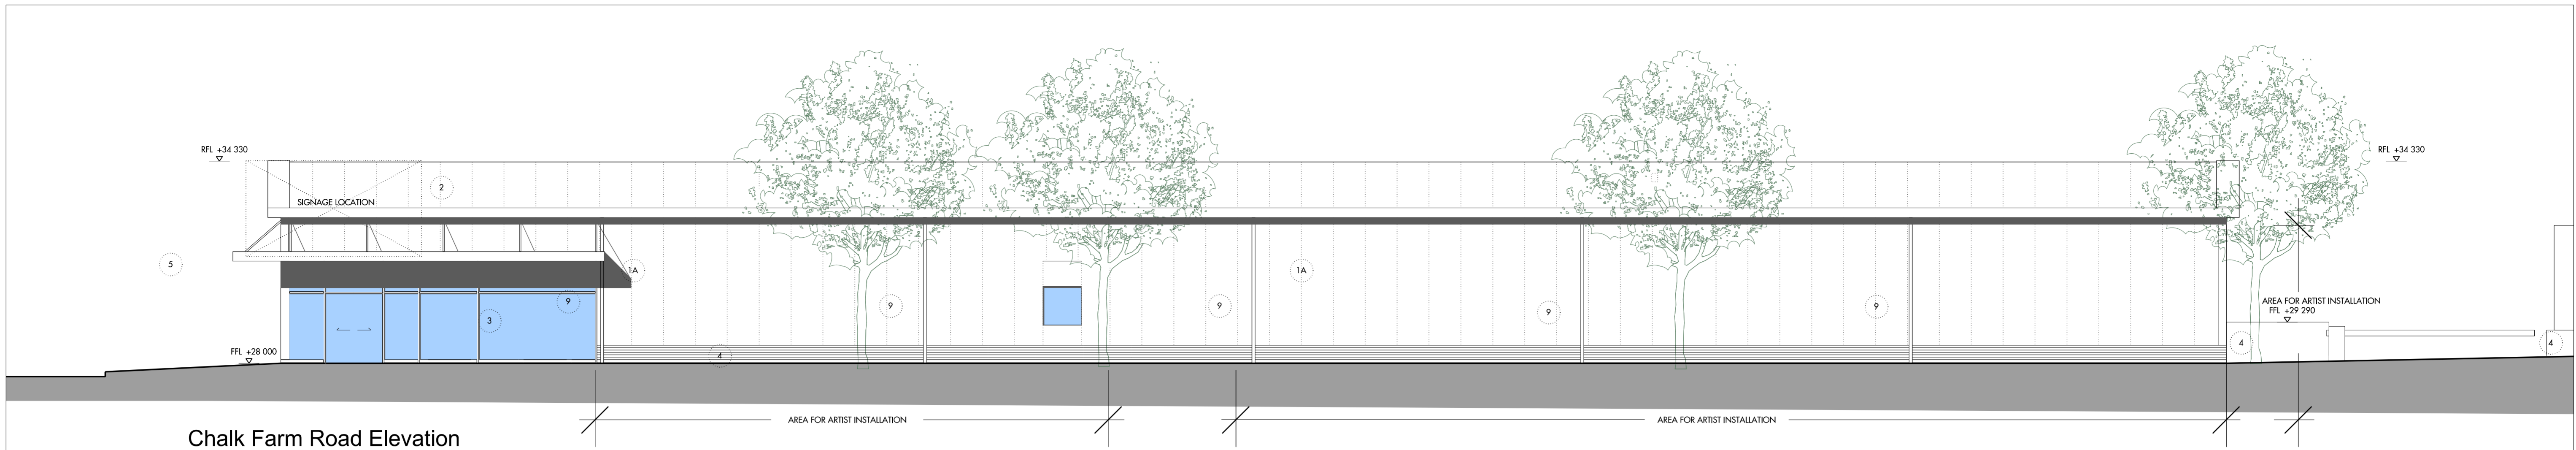 RFL +34 330
RFL +34 330
2
SIGNAGE LOCATION
5
1A
1A
9
9
9
9
9
3
AREA FOR ARTIST INSTALLATION
FFL +29 290
FFL +28 000
4
4
4
AREA FOR ARTIST INSTALLATION
AREA FOR ARTIST INSTALLATION
Chalk Farm Road Elevation